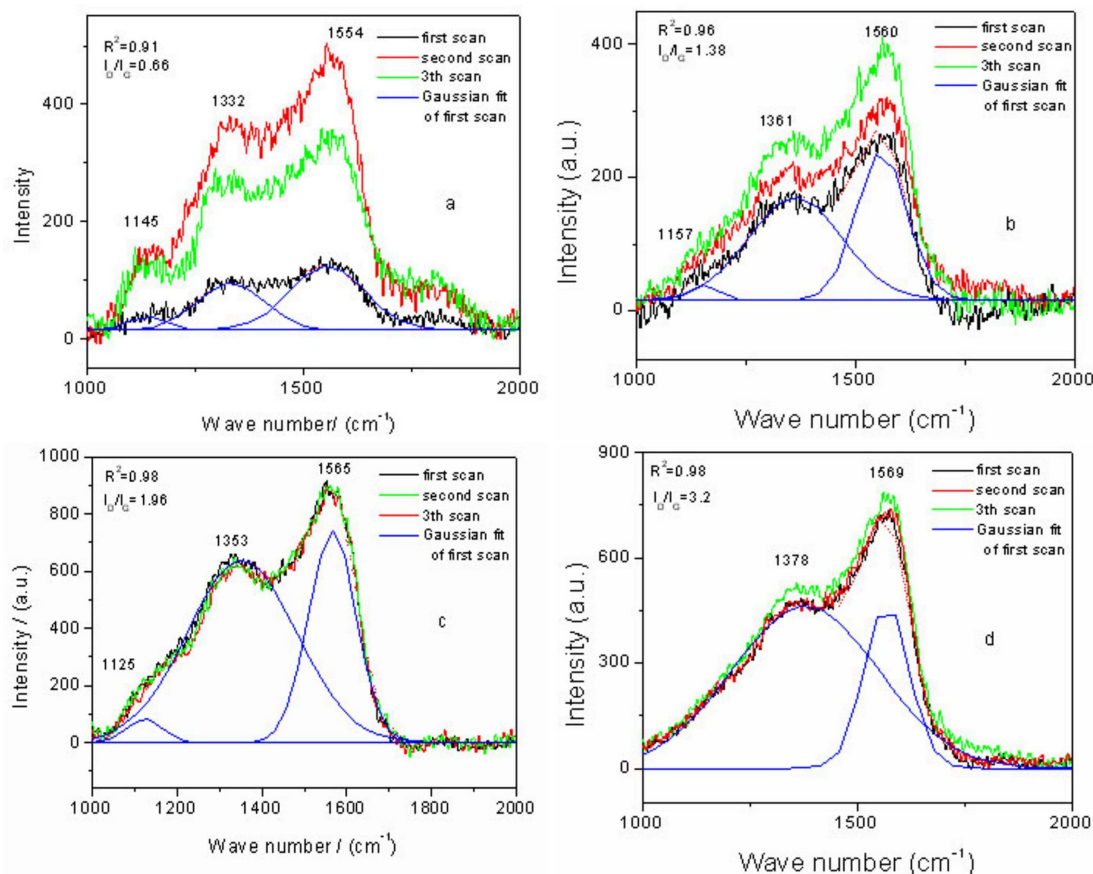 R²=0.91
I_D/I_G=0.66
1145
1332
1554
first scan
second scan
3th scan
Gaussian fit
of first scan
a
400
200
0
Intensity
1000
1500
2000
Wave number/ (cm⁻¹)
R²=0.96
I_D/I_G=1.38
1157
1361
1560
first scan
second scan
3th scan
Gaussian fit
of first scan
b
400
200
0
Intensity (a.u.)
1000
1500
2000
Wave number (cm⁻¹)
R²=0.98
I_D/I_G=1.96
1125
1353
1565
first scan
second scan
3th scan
Gaussian fit
of first scan
c
1000
800
600
400
200
0
Intensity / (a.u.)
1000
1200
1400
1600
1800
2000
Wave number / (cm⁻¹)
R²=0.98
I_D/I_G=3.2
1378
1569
first scan
second scan
3th scan
Gaussian fit
of first scan
d
900
600
300
0
Intensity (a.u.)
1000
1500
2000
Wave number (cm⁻¹)